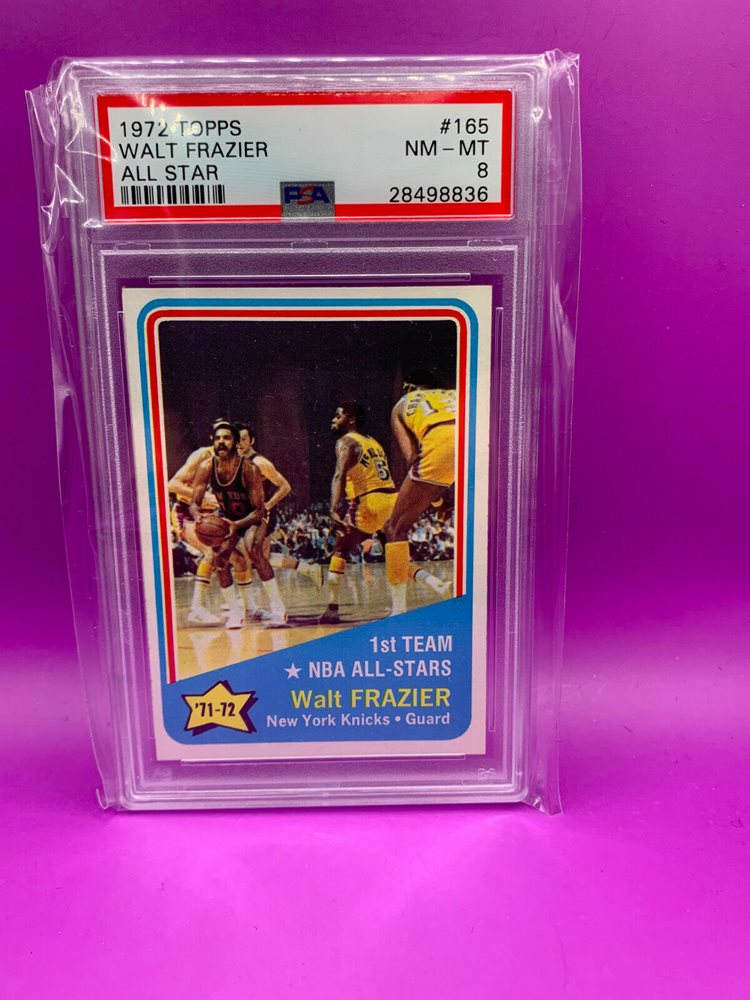 1972 TOPPS #165
WALT FRAZIER NM - MT
ALL STAR 8
PSA 28498836
1st TEAM
★ NBA ALL-STARS
'71-72
Walt FRAZIER
New York Knicks • Guard